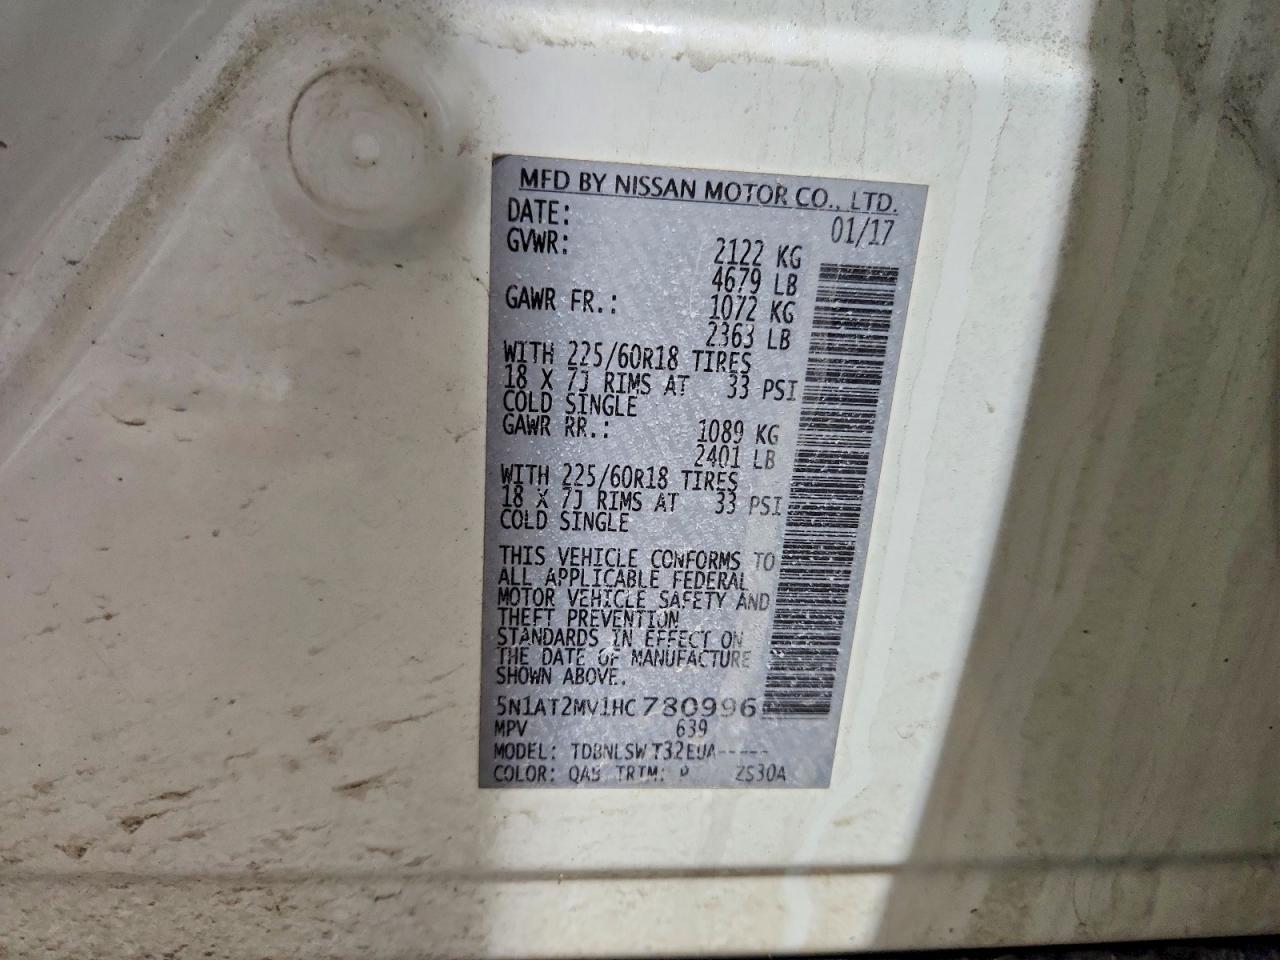 MFD BY NISSAN MOTOR CO., LTD.
DATE: 01/17
GVWR: 2122 KG
4679 LB
GAWR FR.: 1072 KG
2363 LB
WITH 225/60R18 TIRES
18 X 7J RIMS AT 33 PSI
COLD SINGLE
GAWR RR.: 1089 KG
2401 LB
WITH 225/60R18 TIRES
18 X 7J RIMS AT 33 PSI
COLD SINGLE
THIS VEHICLE CONFORMS TO
ALL APPLICABLE FEDERAL
MOTOR VEHICLE SAFETY AND
THEFT PREVENTION
STANDARDS IN EFFECT ON
THE DATE OF MANUFACTURE
SHOWN ABOVE.
5N1AT2MV1HC780996
MPV 639
MODEL: TDBNLSW T32EUA-----
COLOR: QAB TRIM: P ZS30A